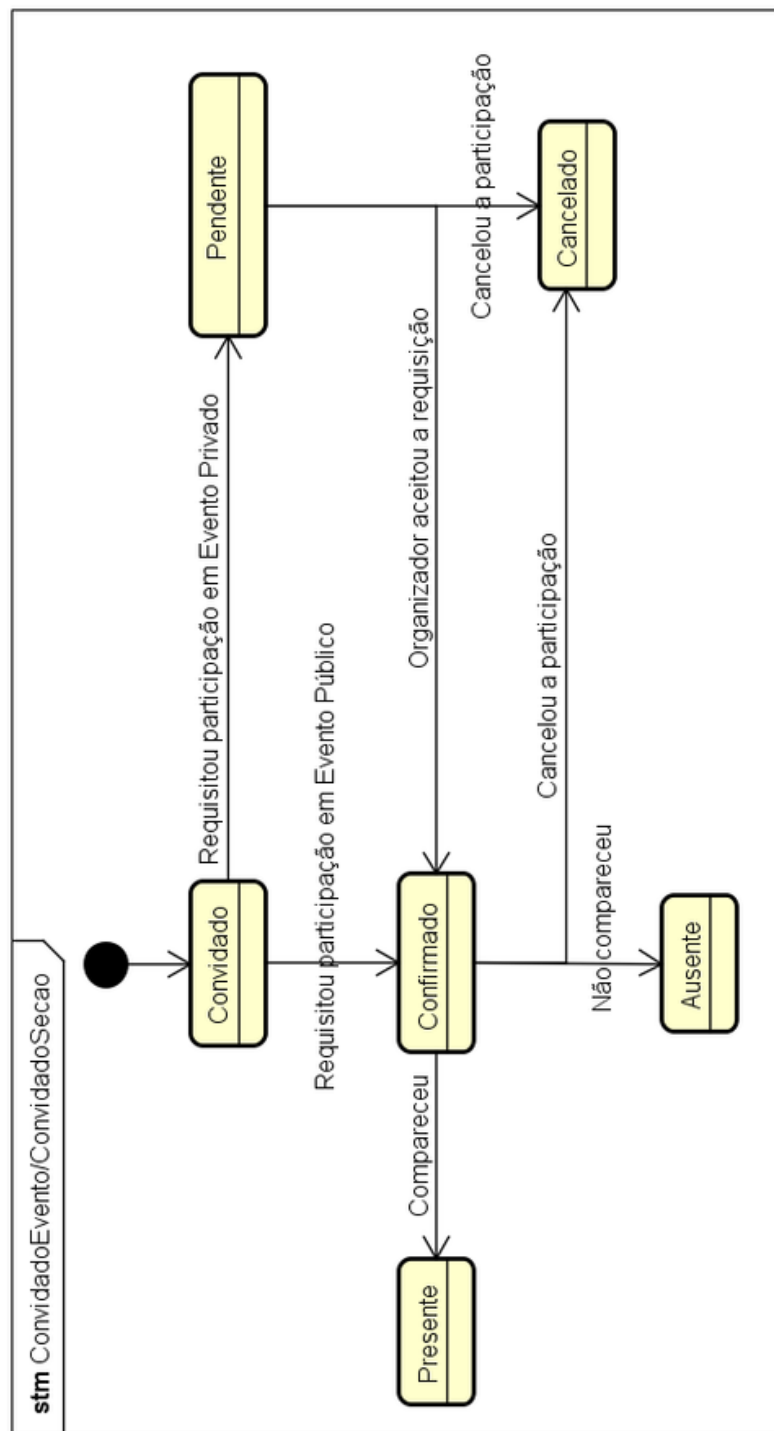 stm ConvidadoEvento/ConvidadoSecao
Convidado
Requisitou participação em Evento Privado
Pendente
Requisitou participação em Evento Público
Presente
Compareceu
Confirmado
Organizador aceitou a requisição
Cancelou a participação
Cancelou a participação
Cancelado
Não compareceu
Ausente